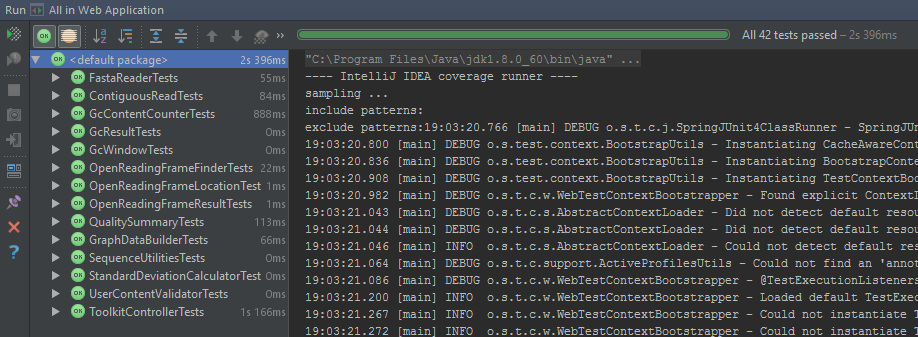 Run All in Web Application
All 42 tests passed – 2s 396ms
<default package> 2s 396ms
FastaReaderTests 55ms
ContiguousReadTests 84ms
GcContentCounterTests 888ms
GcResultTests 0ms
GcWindowTests 0ms
OpenReadingFrameFinderTests 22ms
OpenReadingFrameLocationTest 1ms
OpenReadingFrameResultTests 1ms
QualitySummaryTests 113ms
GraphDataBuilderTests 66ms
SequenceUtilitiesTests 0ms
StandardDeviationCalculatorTest 0ms
UserContentValidatorTests 0ms
ToolkitControllerTests 1s 166ms
"C:\Program Files\Java\jdk1.8.0_60\bin\java" ...
---- IntelliJ IDEA coverage runner ----
sampling ...
include patterns:
exclude patterns:19:03:20.766 [main] DEBUG o.s.t.c.j.SpringJUnit4ClassRunner - SpringJU
19:03:20.800 [main] DEBUG o.s.test.context.BootstrapUtils - Instantiating CacheAwareCont
19:03:20.836 [main] DEBUG o.s.test.context.BootstrapUtils - Instantiating BootstrapConte
19:03:20.908 [main] DEBUG o.s.test.context.BootstrapUtils - Instantiating TestContextBoo
19:03:20.982 [main] DEBUG o.s.t.c.w.WebTestContextBootstrapper - Found explicit ContextL
19:03:21.043 [main] DEBUG o.s.t.c.s.AbstractContextLoader - Did not detect default resou
19:03:21.044 [main] DEBUG o.s.t.c.s.AbstractContextLoader - Did not detect default resou
19:03:21.046 [main] INFO  o.s.t.c.s.AbstractContextLoader - Could not detect default res
19:03:21.064 [main] DEBUG o.s.t.c.support.ActiveProfilesUtils - Could not find an 'annot
19:03:21.086 [main] DEBUG o.s.t.c.w.WebTestContextBootstrapper - @TestExecutionListeners
19:03:21.200 [main] INFO  o.s.t.c.w.WebTestContextBootstrapper - Loaded default TestExec
19:03:21.267 [main] INFO  o.s.t.c.w.WebTestContextBootstrapper - Could not instantiate T
19:03:21.272 [main] INFO  o.s.t.c.w.WebTestContextBootstrapper - Could not instantiate T